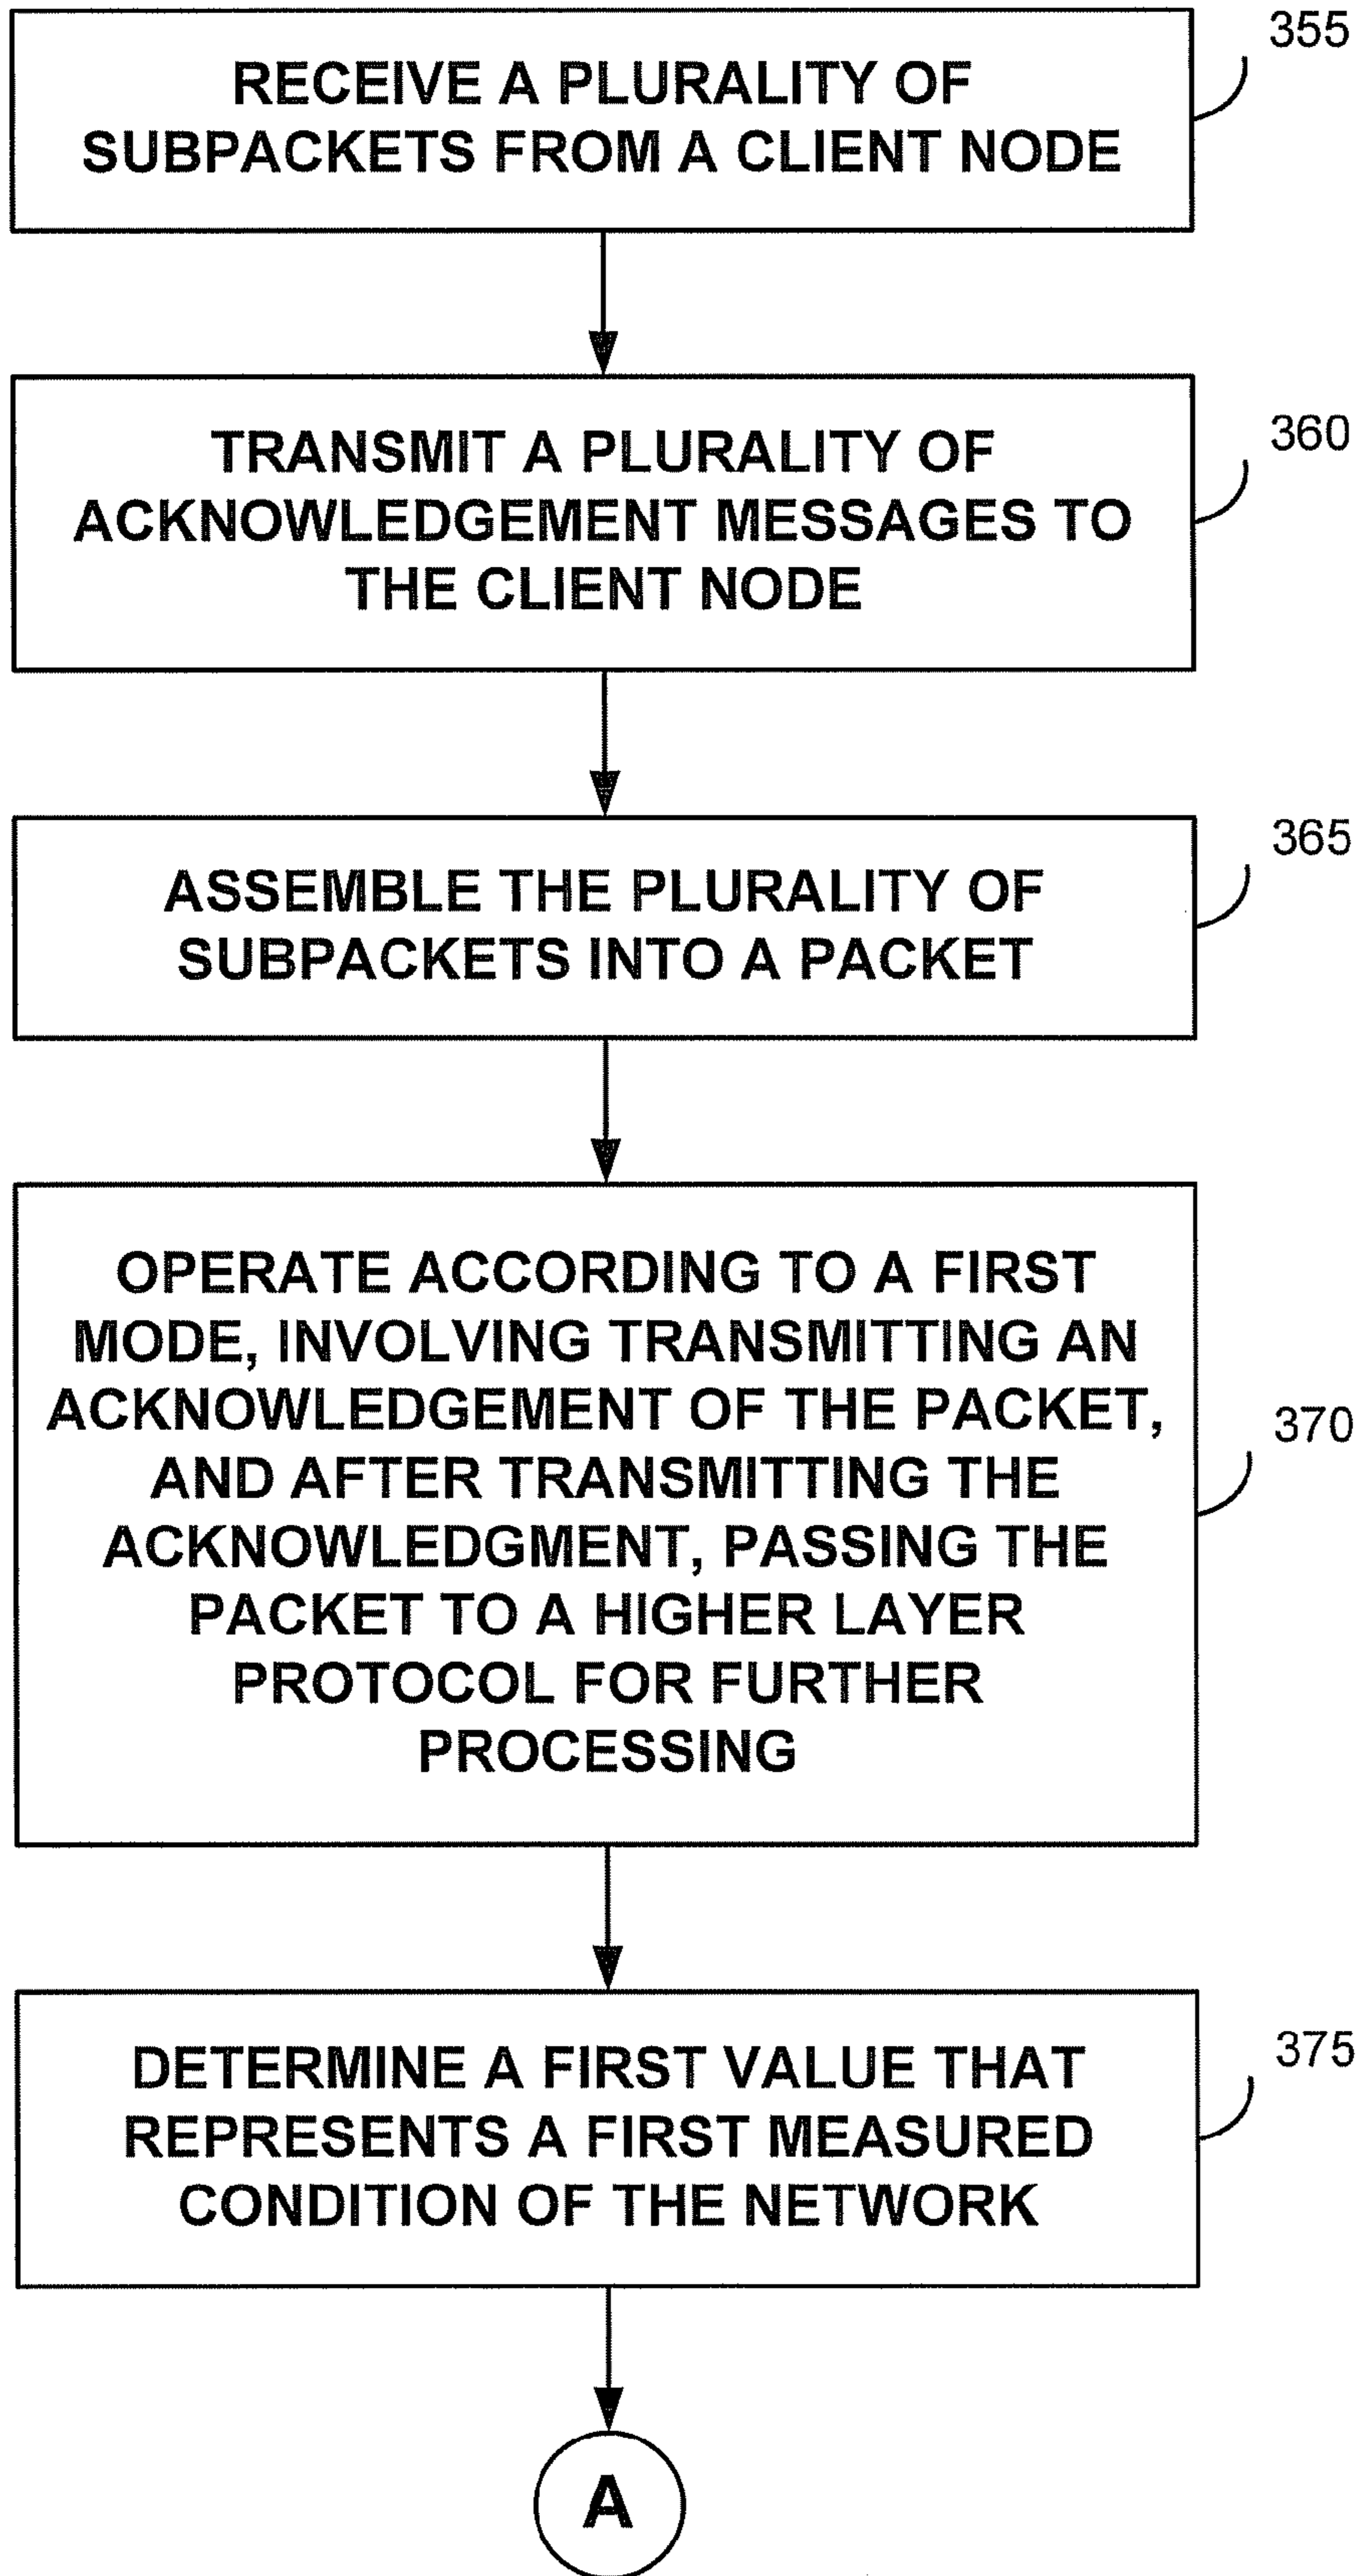 355
RECEIVE A PLURALITY OF
SUBPACKETS FROM A CLIENT NODE
360
TRANSMIT A PLURALITY OF
ACKNOWLEDGEMENT MESSAGES TO
THE CLIENT NODE
365
ASSEMBLE THE PLURALITY OF
SUBPACKETS INTO A PACKET
OPERATE ACCORDING TO A FIRST
MODE, INVOLVING TRANSMITTING AN
ACKNOWLEDGEMENT OF THE PACKET,
370
AND AFTER TRANSMITTING THE
ACKNOWLEDGMENT, PASSING THE
PACKET TO A HIGHER LAYER
PROTOCOL FOR FURTHER
PROCESSING
375
DETERMINE A FIRST VALUE THAT
REPRESENTS A FIRST MEASURED
CONDITION OF THE NETWORK
A